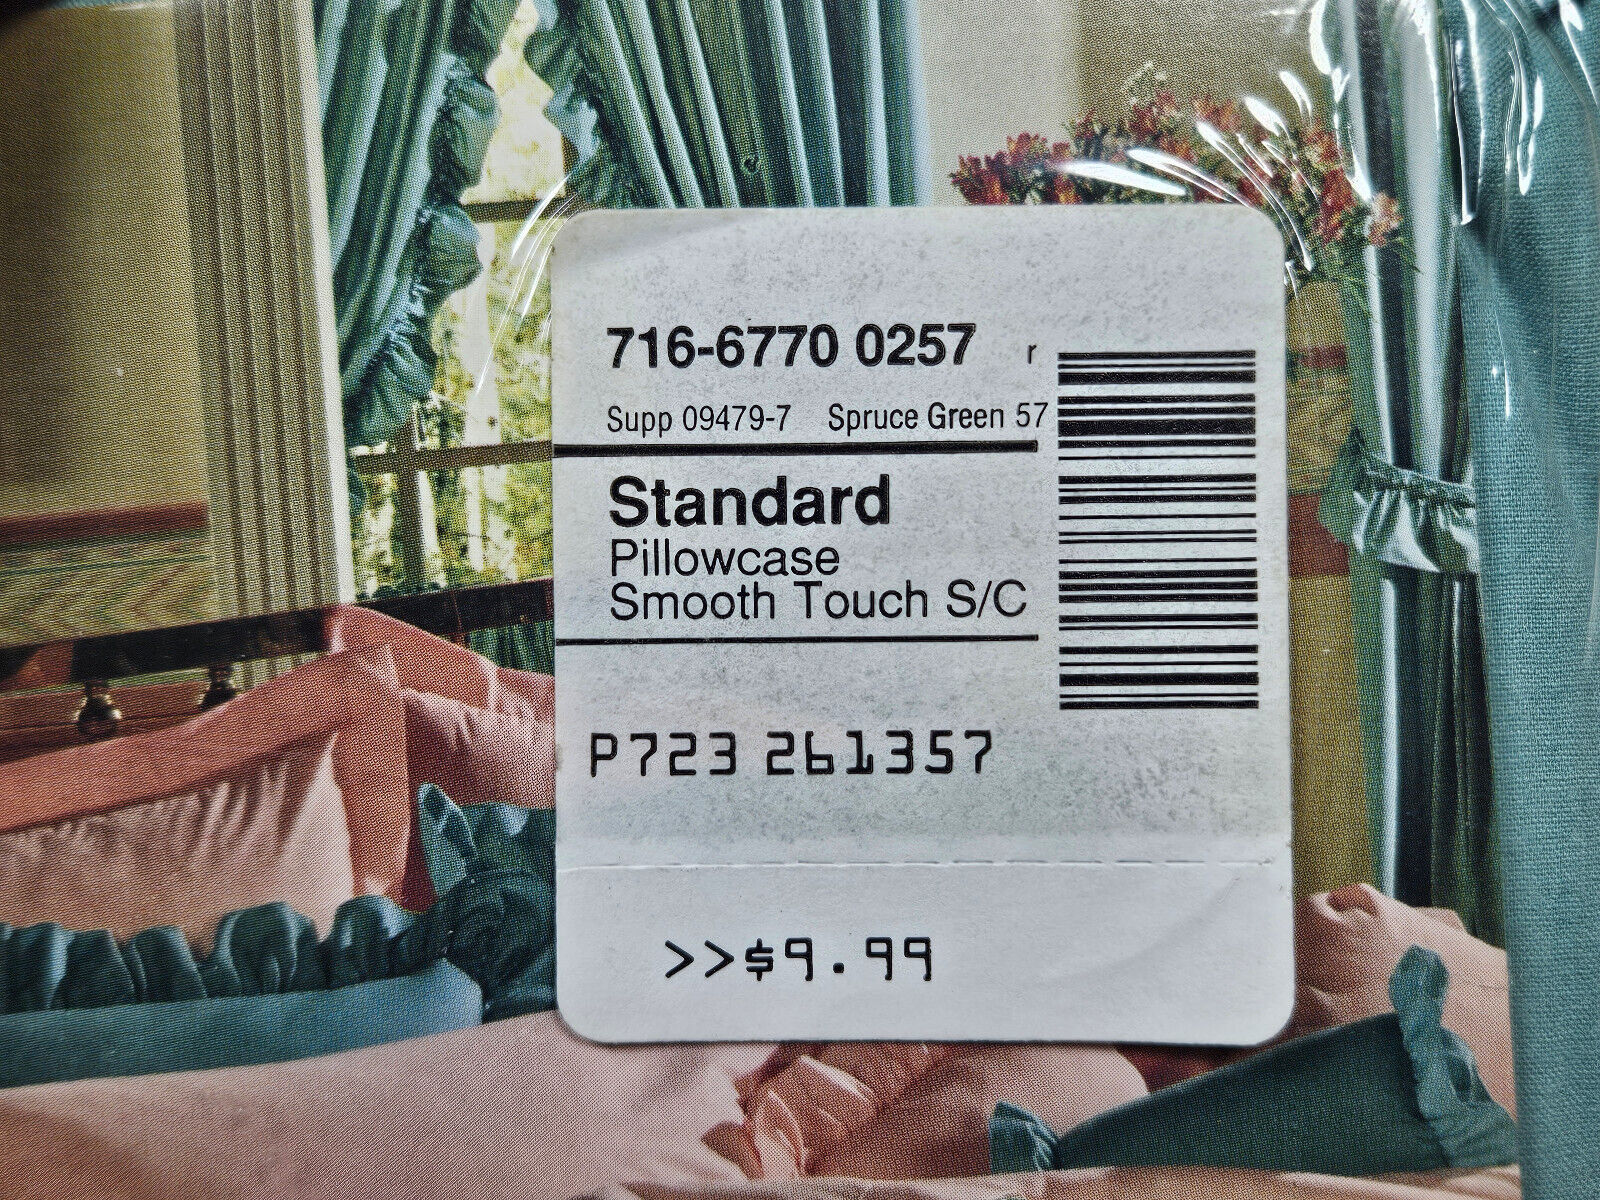 716-6770 0257 r
Supp 09479-7 Spruce Green 57
Standard
Pillowcase
Smooth Touch S/C
P723 261357
>>$9.99